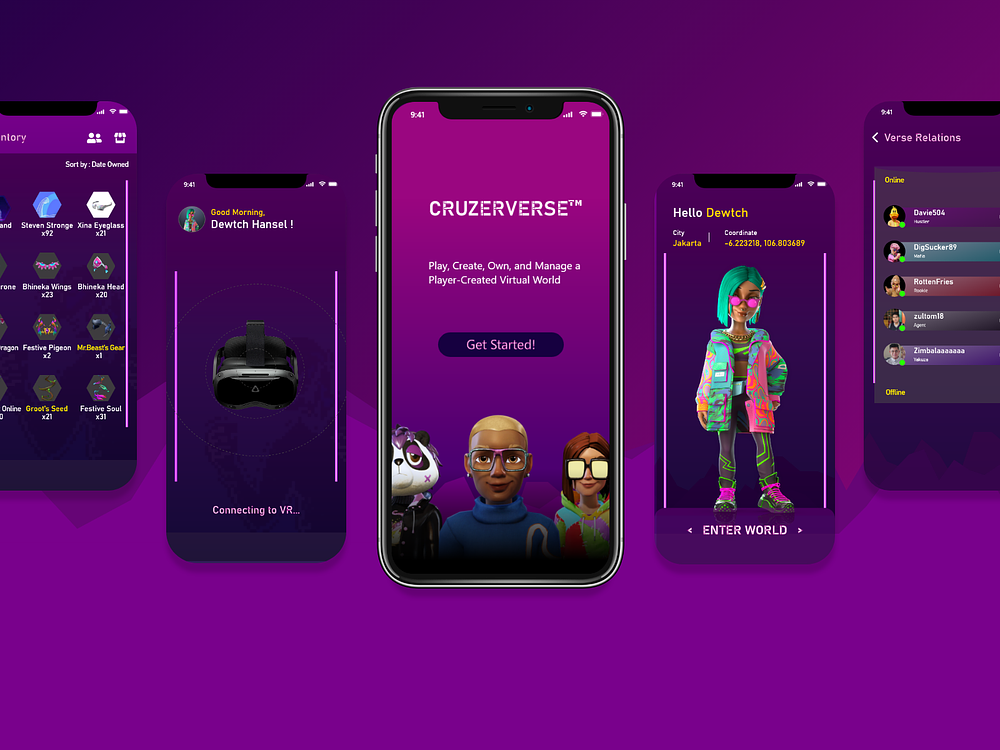 ntory
Sort by : Date Owned
and
Steven Stronge
x92
Xina Eyeglass
x21
rone
Bhineka Wings
x23
Bhineka Head
x20
ragon
Festive Pigeon
x2
Mr.Beast's Gear
x1
Online
0
Groot's Seed
x21
Festive Soul
x31
9:41
Good Morning,
Dewtch Hansel !
Connecting to VR...
9:41
CRUZERVERSE™
Play, Create, Own, and Manage a
Player-Created Virtual World
Get Started!
9:41
Hello Dewtch
City
Jakarta
Coordinate
-6.223218, 106.803689
< ENTER WORLD >
9:41
< Verse Relations
Online
Davie504
Hustler
DigSucker89
Mafia
RottenFries
Rookie
zultom18
Agent
Zimbalaaaaaaa
Yakuza
Offline